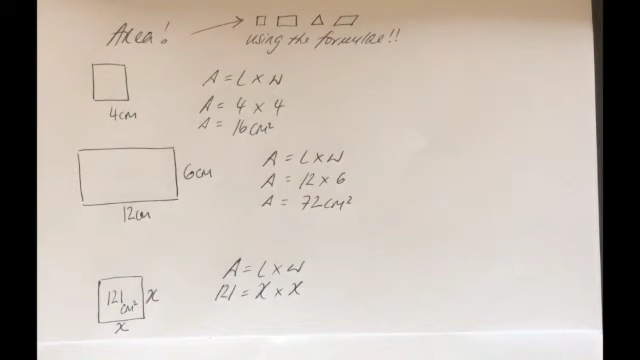 Area!
using the formulae!!
4cm
A = L x W
A = 4 x 4
A = 16cm²
6cm
12cm
A = L x W
A = 12 x 6
A = 72cm²
121
cm²
x
x
A = L x W
121 = x × x